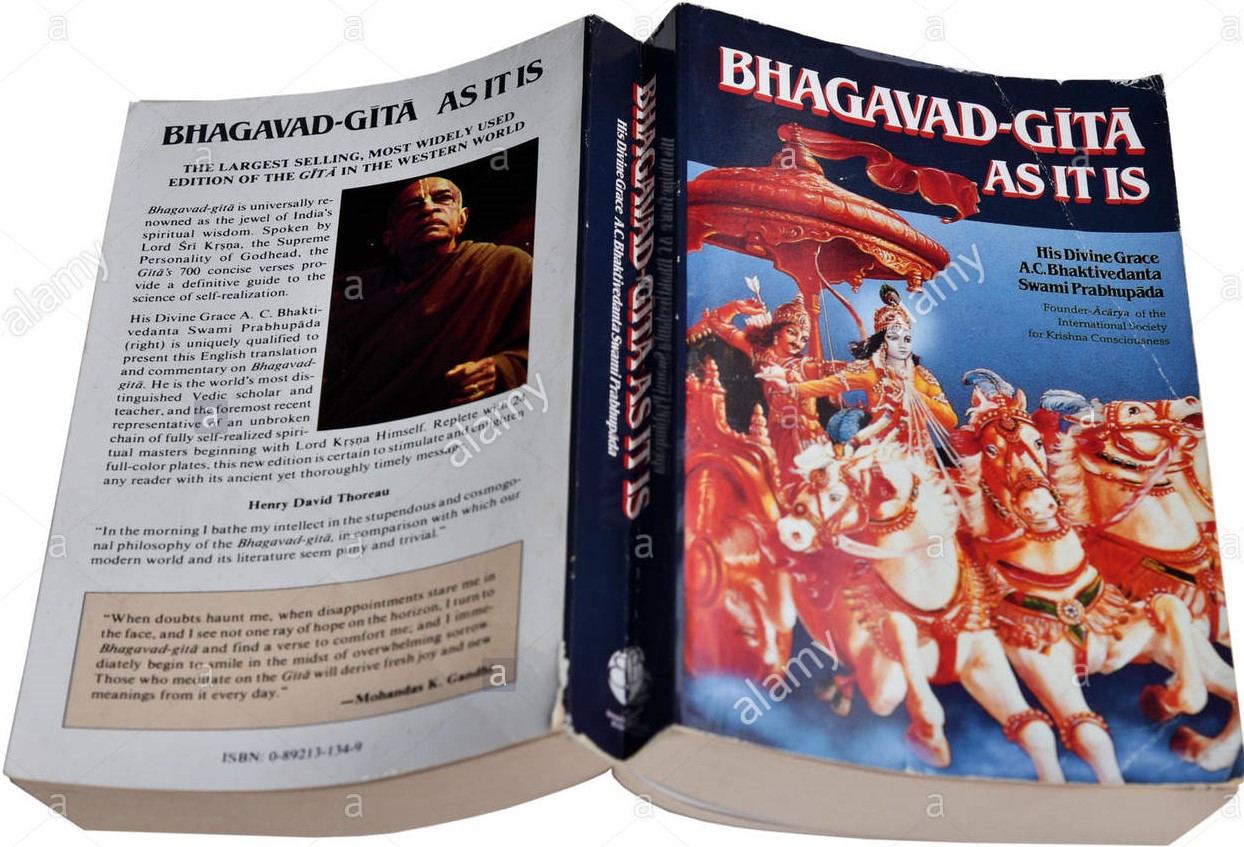 BHAGAVAD-GĪTĀ AS IT IS
THE LARGEST SELLING, MOST WIDELY USED
EDITION OF THE GĪTĀ IN THE WESTERN WORLD
Bhagavad-gītā is universally re-
nowned as the jewel of India's
spiritual wisdom. Spoken by
Lord Śrī Kṛṣṇa, the Supreme
Personality of Godhead, the
Gītā's 700 concise verses pro-
vide a definitive guide to the
science of self-realization.
His Divine Grace A. C. Bhakti-
vedanta Swami Prabhupāda
(right) is uniquely qualified to
present this English translation
and commentary on Bhagavad-
gītā. He is the world's most dis-
tinguished Vedic scholar and
teacher, and the foremost recent
representative of an unbroken
chain of fully self-realized spiri-
tual masters beginning with Lord Kṛṣṇa Himself. Replete with
full-color plates, this new edition is certain to stimulate and enlighten
any reader with its ancient yet thoroughly timely message.
Henry David Thoreau
"In the morning I bathe my intellect in the stupendous and cosmogo-
nal philosophy of the Bhagavad-gītā, in comparison with which our
modern world and its literature seem puny and trivial."
"When doubts haunt me, when disappointments stare me in
the face, and I see not one ray of hope on the horizon, I turn to
Bhagavad-gītā and find a verse to comfort me; and I imme-
diately begin to smile in the midst of overwhelming sorrow.
Those who meditate on the Gītā will derive fresh joy and new
meanings from it every day."
—Mohandas K. Gandhi
ISBN: 0-89213-134-9
BHAGAVAD-GĪTĀ AS IT IS
His Divine Grace A.C. Bhaktivedanta Swami Prabhupāda
BHAGAVAD-GĪTĀ
AS IT IS
His Divine Grace
A.C. Bhaktivedanta
Swami Prabhupāda
Founder-Ācārya of the
International Society
for Krishna Consciousness
alamy
alamy
alamy
alamy